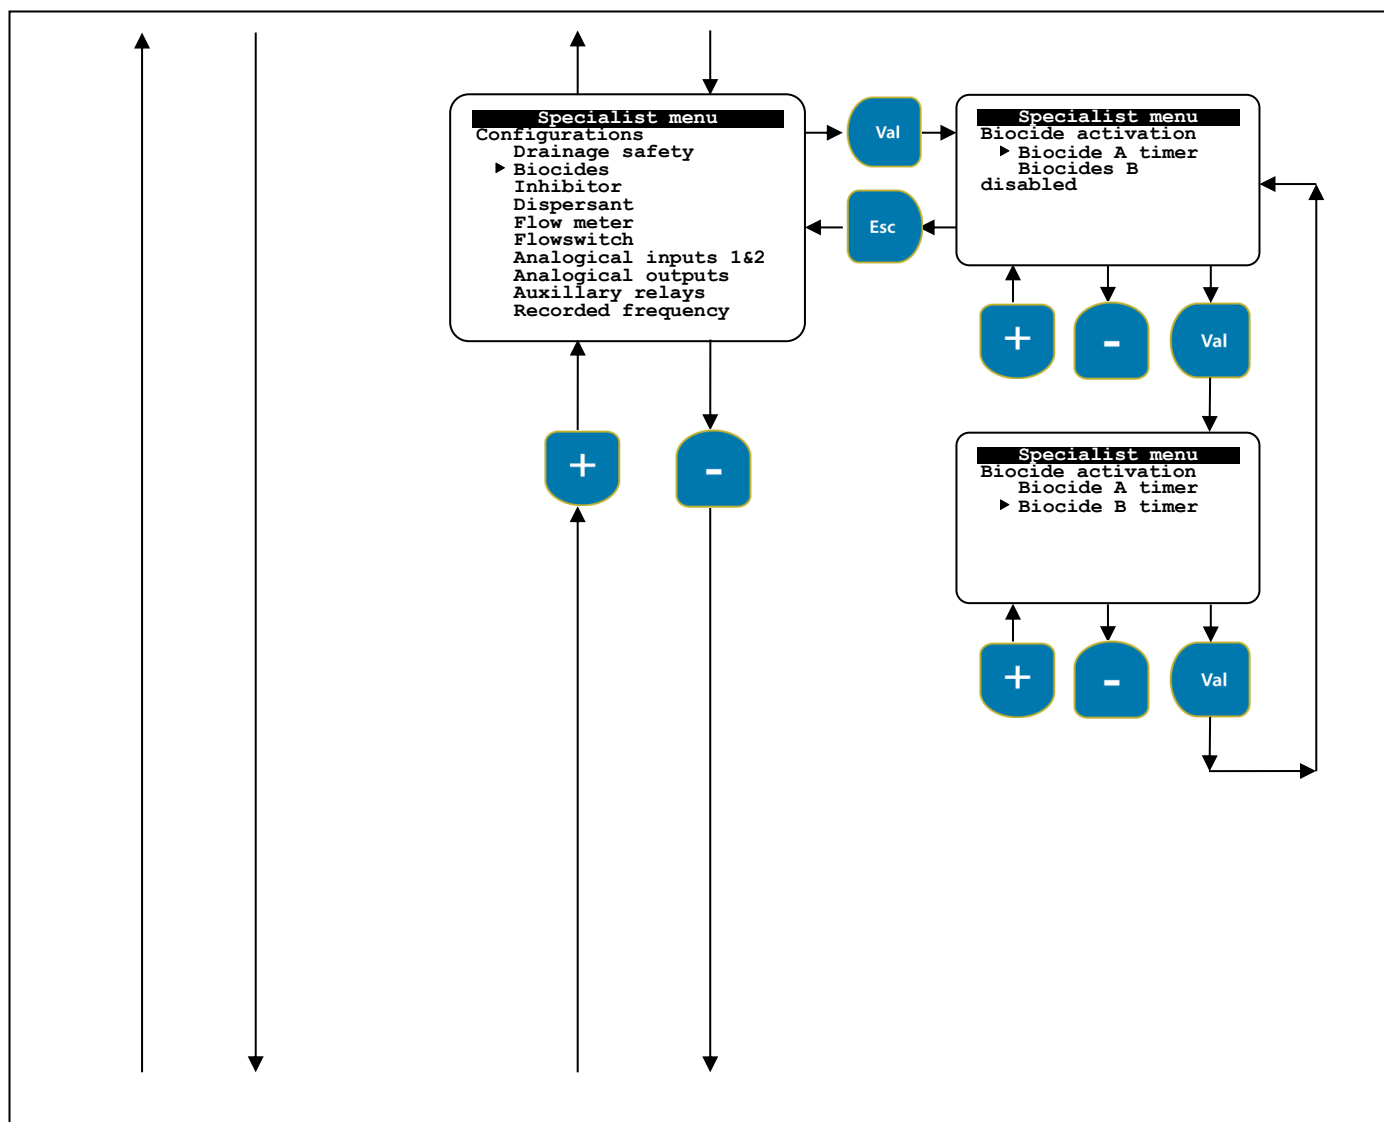 Specialist menu
Configurations
Drainage safety
Biocides
Inhibitor
Dispersant
Flow meter
Flowswitch
Analogical inputs 1&2
Analogical outputs
Auxillary relays
Recorded frequency
Val
Esc
Specialist menu
Biocide activation
Biocide A timer
Biocides B
disabled
+
-
Val
+
-
Specialist menu
Biocide activation
Biocide A timer
Biocide B timer
+
-
Val